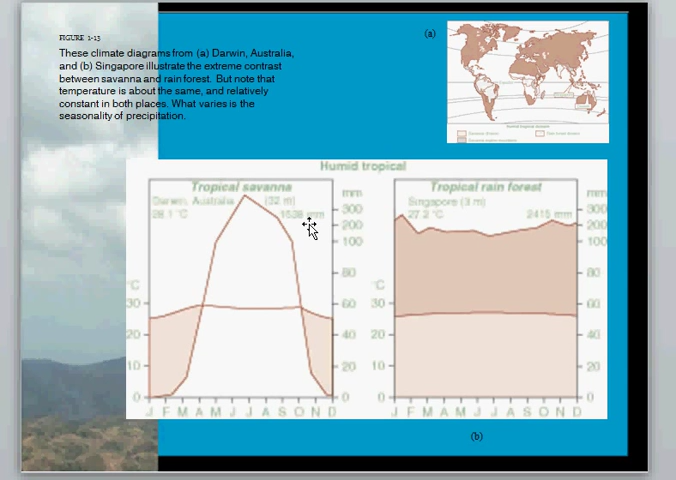 FIGURE 1-13
These climate diagrams from (a) Darwin, Australia,
and (b) Singapore illustrate the extreme contrast
between savanna and rain forest. But note that
temperature is about the same, and relatively
constant in both places. What varies is the
seasonality of precipitation.
(a)
Humid tropical
Tropical savanna
Darwin, Australia (32 m)
28.1 °C 1536 mm
mm
300
200
100
80
60
40
20
0
°C
30
20
10
0
J F M A M J J A S O N D
Tropical rain forest
Singapore (3 m)
27.2 °C 2415 mm
mm
300
200
100
80
60
40
20
0
°C
30
20
10
0
J F M A M J J A S O N D
(b)